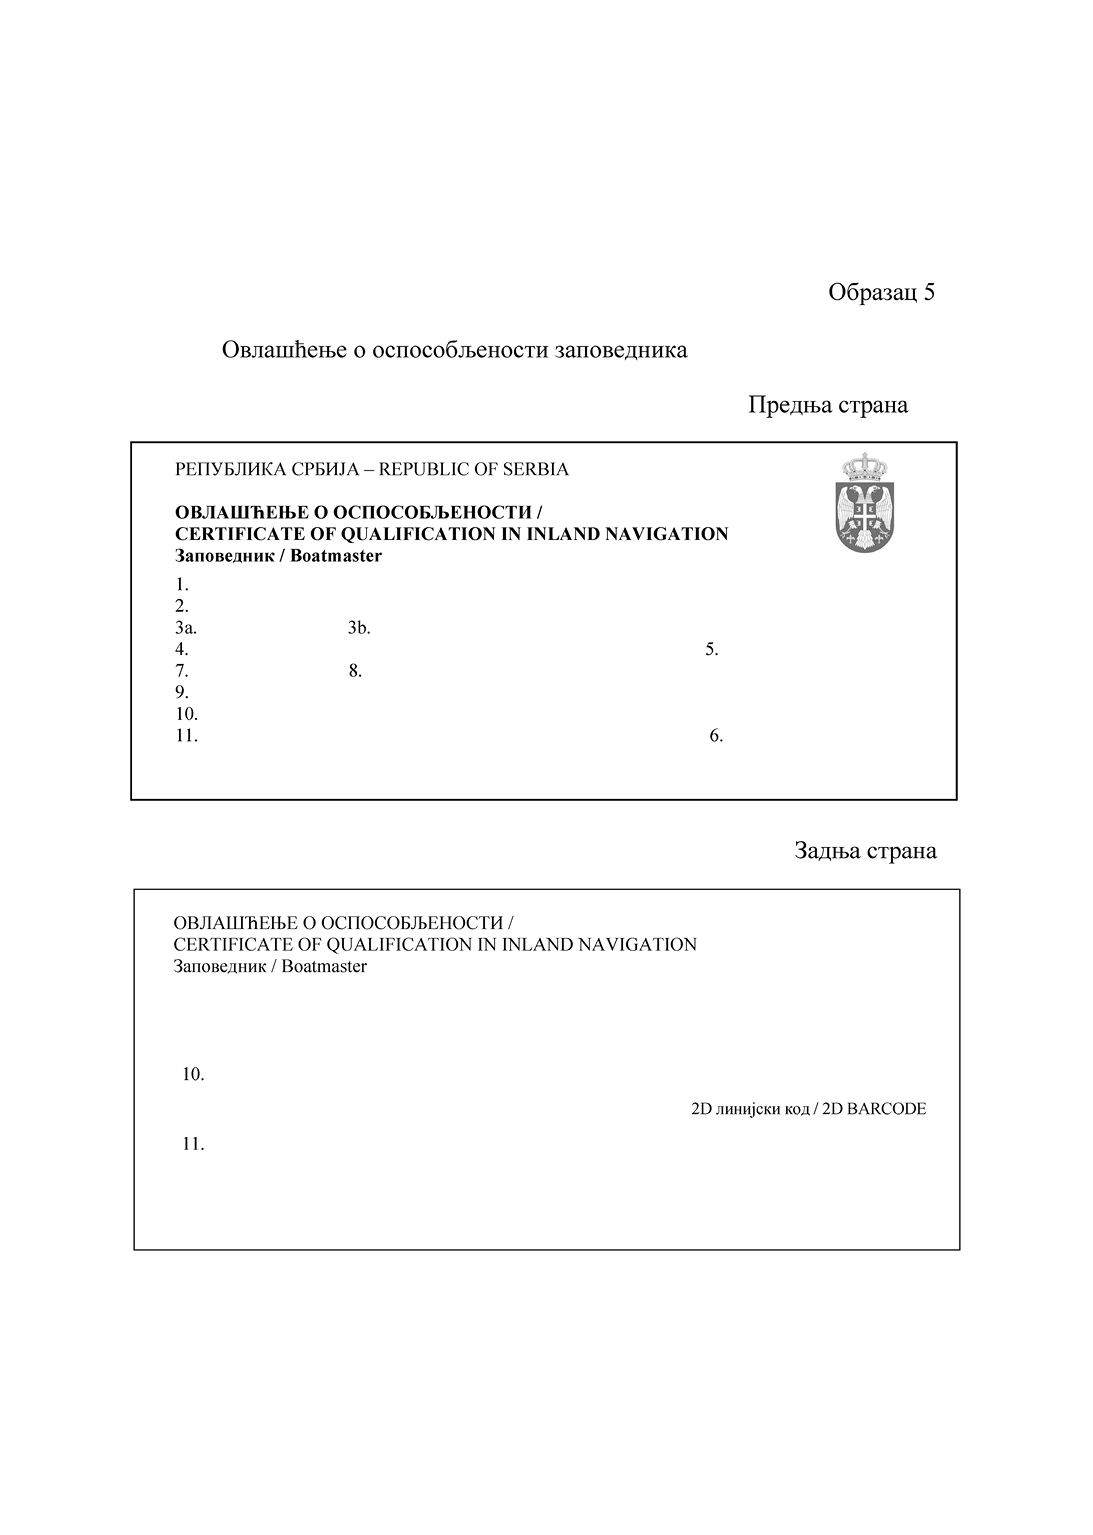 Образац 5
Овлашћење о оспособљености заповедника
Предња страна
РЕПУБЛИКА СРБИЈА – REPUBLIC OF SERBIA
ОВЛАШЋЕЊЕ О ОСПОСОБЉЕНОСТИ /
CERTIFICATE OF QUALIFICATION IN INLAND NAVIGATION
Заповедник / Boatmaster
1.
2.
3a. 3b.
4. 5.
7. 8.
9.
10.
11. 6.
Задња страна
ОВЛАШЋЕЊЕ О ОСПОСОБЉЕНОСТИ /
CERTIFICATE OF QUALIFICATION IN INLAND NAVIGATION
Заповедник / Boatmaster
10.
2D линијски код / 2D BARCODE
11.